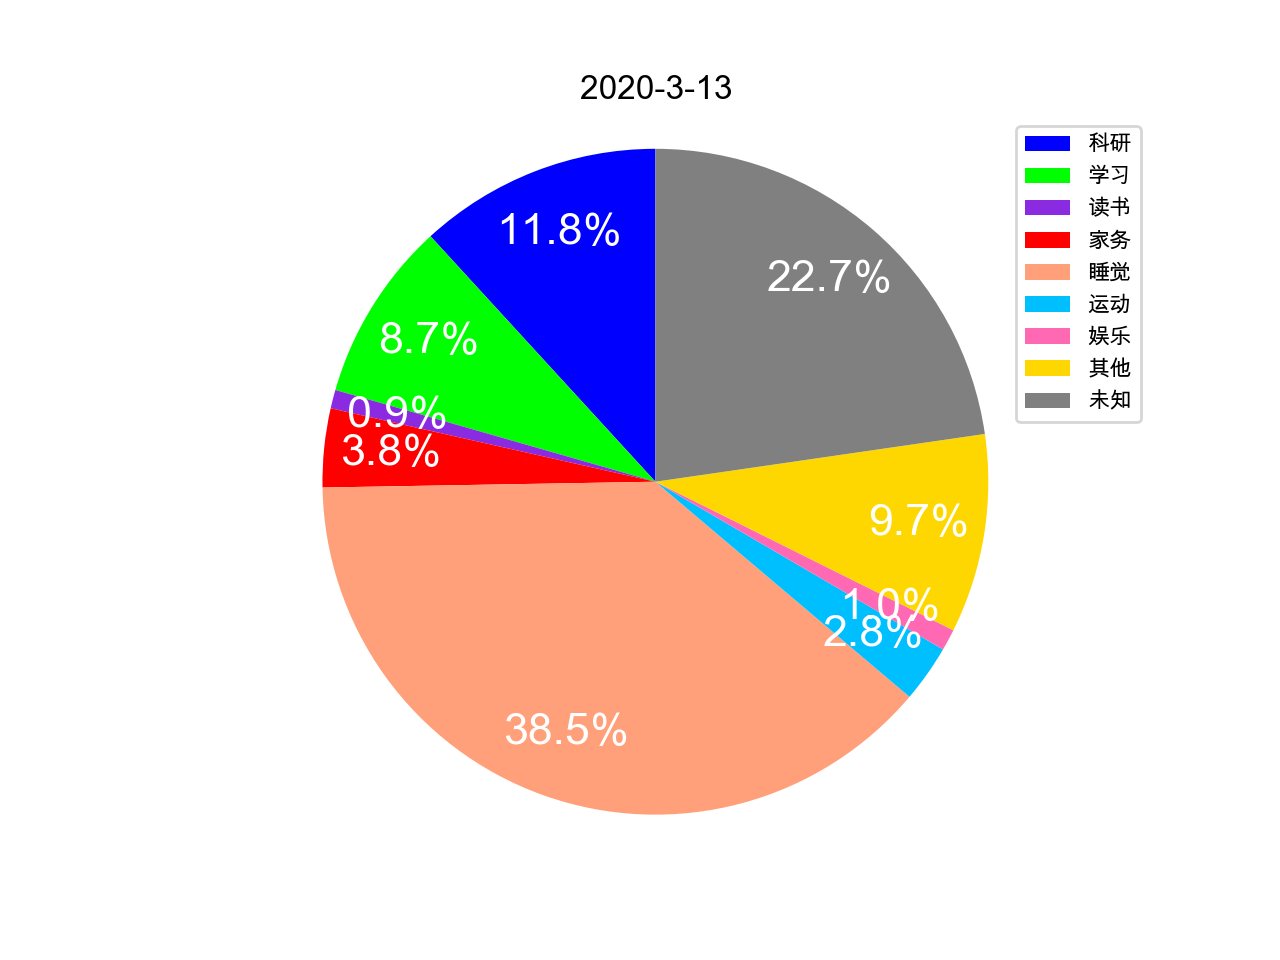 2020-3-13
科研
学习
读书
家务
睡觉
运动
娱乐
其他
未知
11.8%
22.7%
8.7%
0.9%
3.8%
9.7%
1.0%
2.8%
38.5%